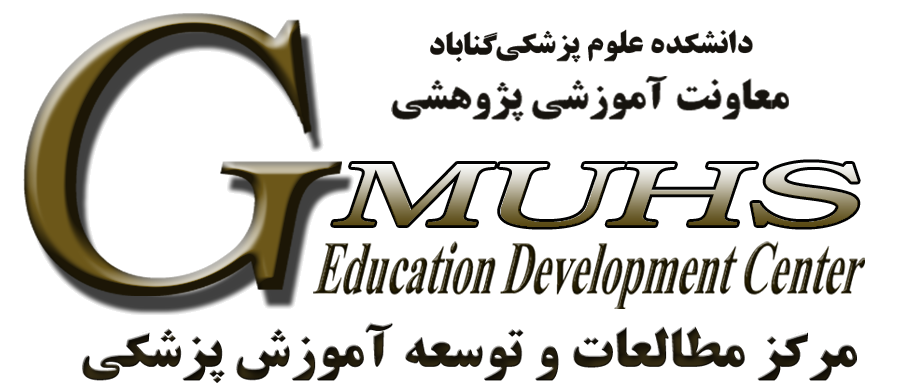 دانشکده علوم پزشکی گناباد
معاونت آموزشی پژوهشی
GMUHS
Education Development Center
مرکز مطالعات و توسعه آموزش پزشکی